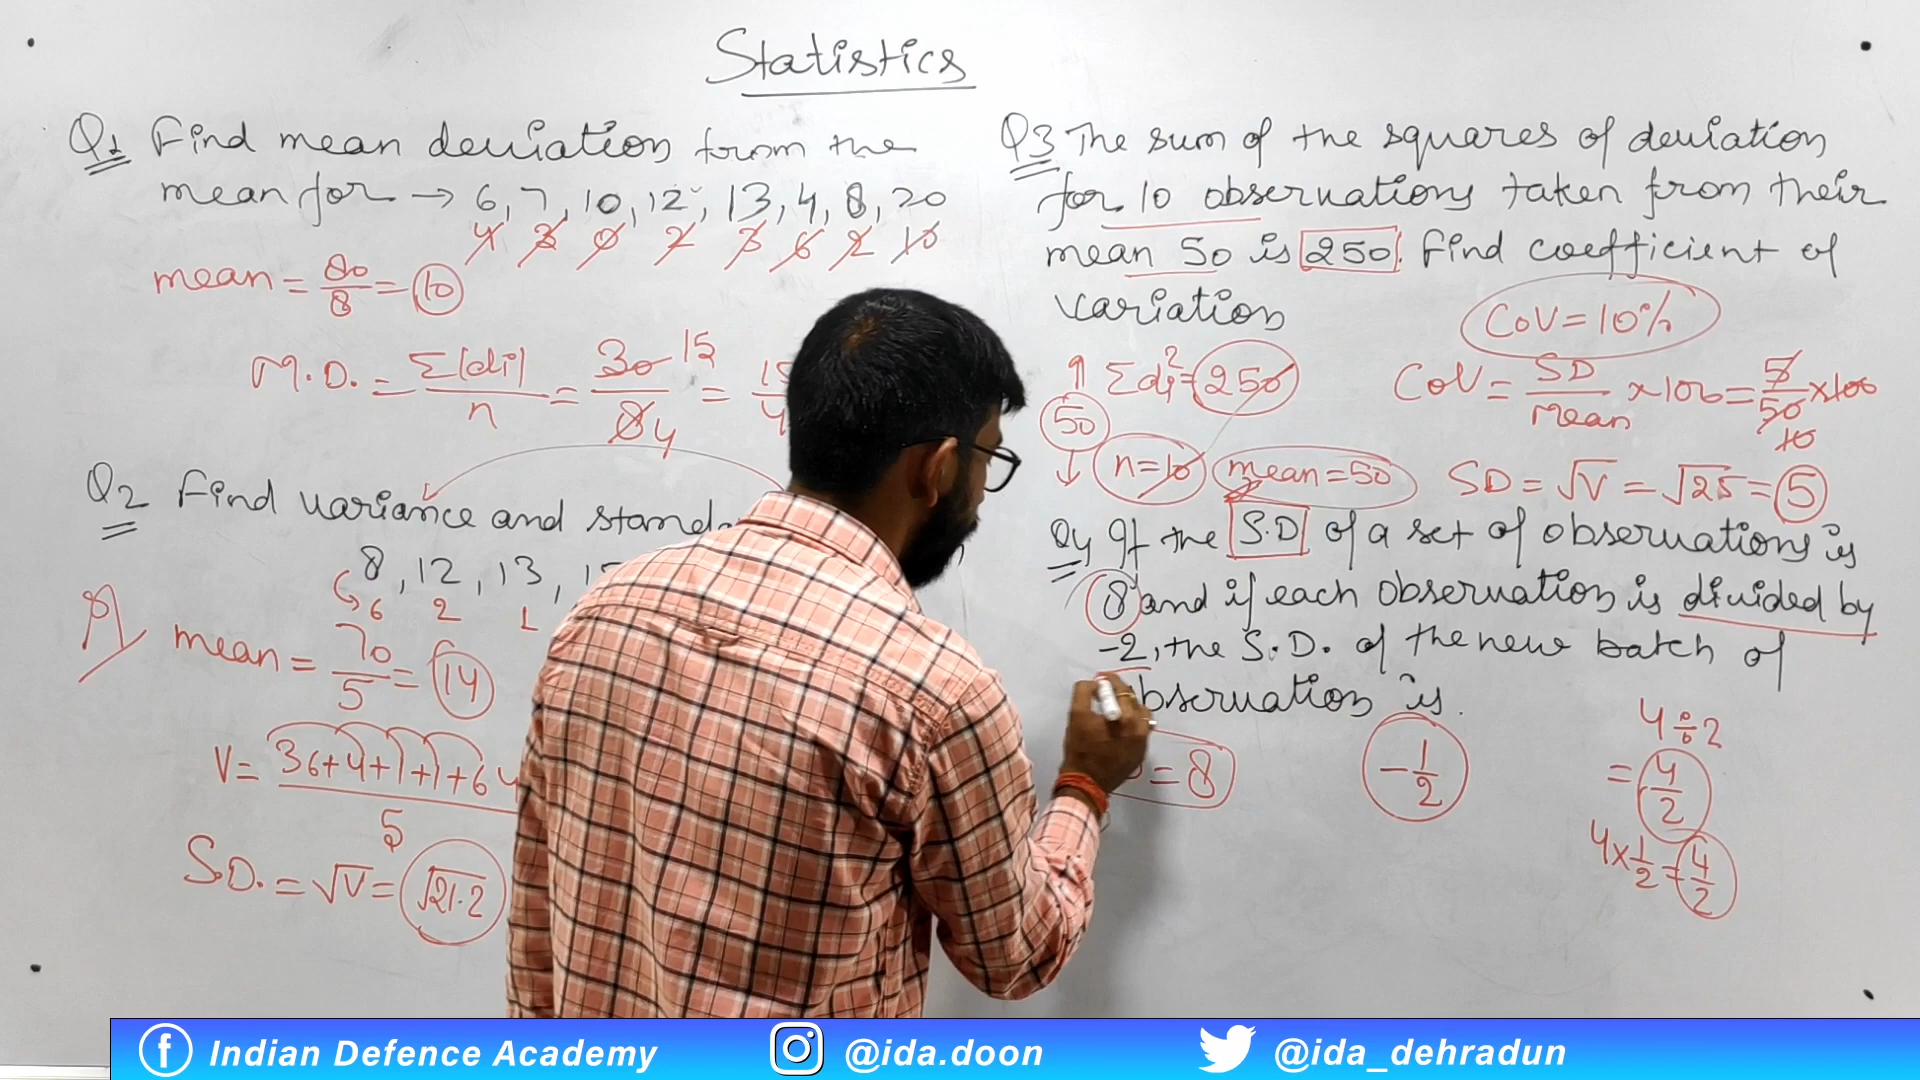 Statistics
Q1 Find mean deviation from the
mean for → 6, 7, 10, 12, 13, 4, 8, 20
4 3 0 2 3 6 2 10
mean = 80/8 = 10
M.D. = Σ|di|/n = 30 15/8 4 = 15/4
Q2 Find variance and stand
8, 12, 13, 15
6 2 1
mean = 70/5 = 14
V = 36+4+1+1+64/5
S.D. = √V = √21.2
Q3 The sum of the squares of deviation
for 10 observations taken from their
mean 50 is 250. Find coefficient of
variation
CoV = 10%
Σdi² = 250
CoV = SD/Mean × 100 = 5/50 × 100
10
50
n = 10 mean = 50
SD = √V = √25 = 5
Q4 If the S.D of a set of observations is
8 and if each observation is divided by
-2, the S.D. of the new batch of
observation is.
= 8
-1/2
4÷2
= 4/2
4×1/2 = 4/2
Indian Defence Academy
@ida.doon
@ida_dehradun